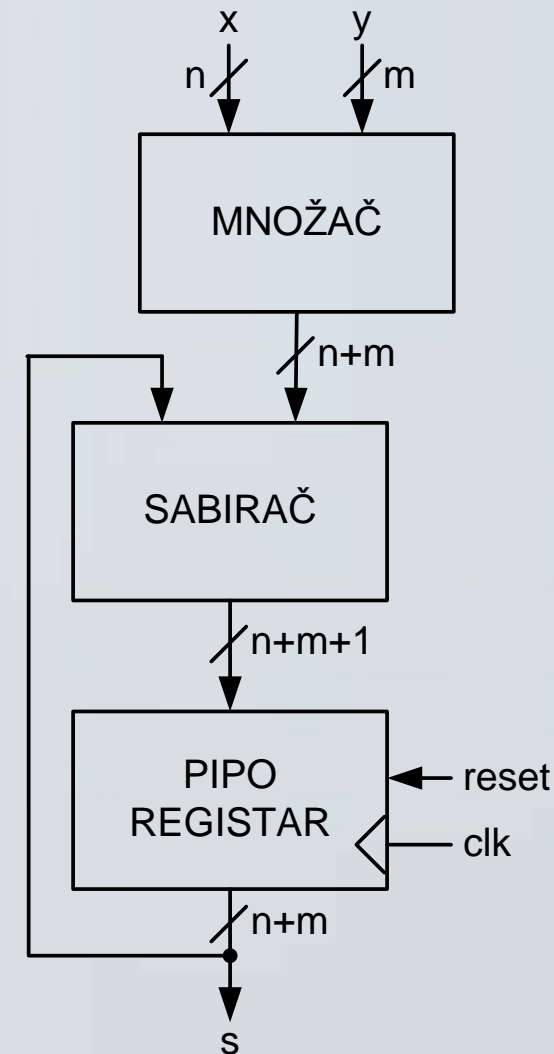 x y
n m
MNOŽAČ
n+m
SABIRAČ
n+m+1
PIPO
REGISTAR
reset
clk
n+m
s